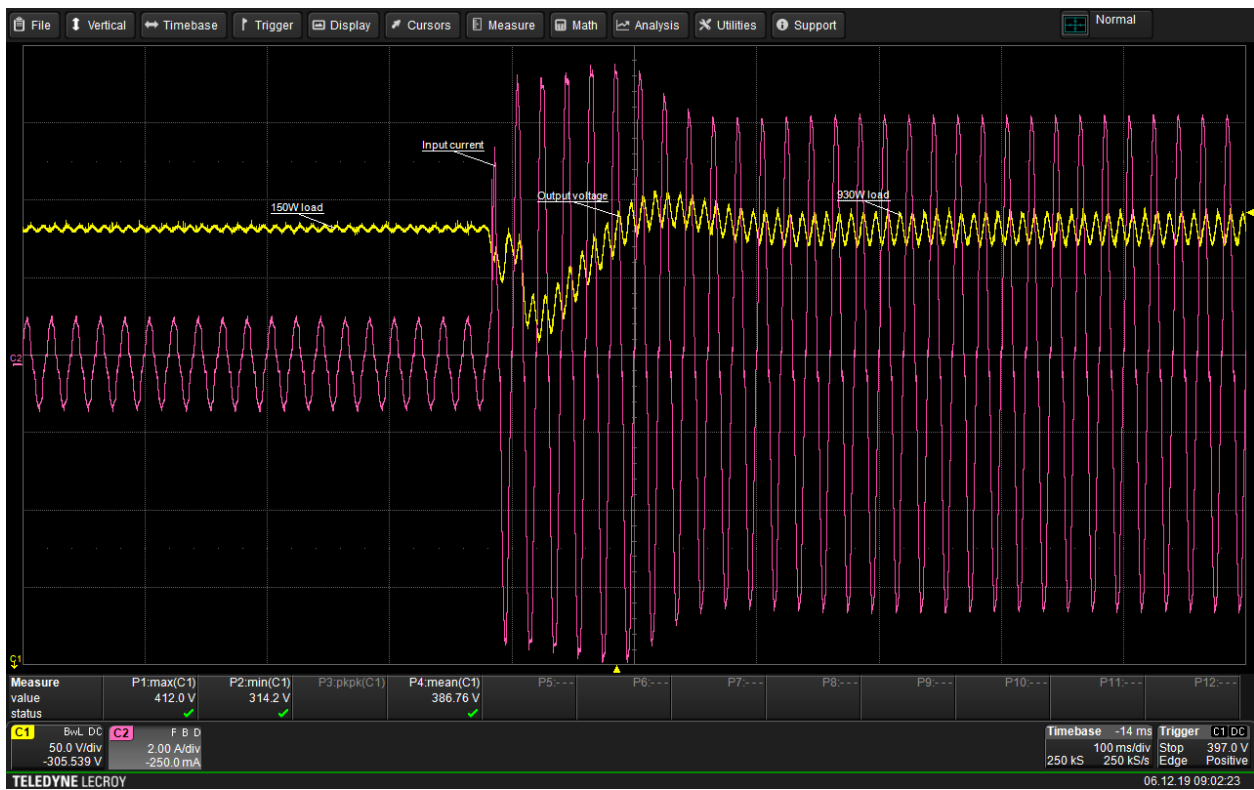 File Vertical Timebase Trigger Display Cursors Measure Math Analysis Utilities Support Normal
Input current
150W load
Output voltage
930W load
C2
C1
Measure P1:max(C1) P2:min(C1) P3:pkpk(C1) P4:mean(C1) P5:--- P6:--- P7:--- P8:--- P9:--- P10:--- P11:--- P12:---
value 412.0 V 314.2 V 386.76 V
status
C1 BwL DC C2 F B D Timebase -14 ms Trigger C1 DC
50.0 V/div 2.00 A/div 100 ms/div Stop 397.0 V
-305.539 V -250.0 mA 250 kS 250 kS/s Edge Positive
TELEDYNE LECROY 06.12.19 09:02:23